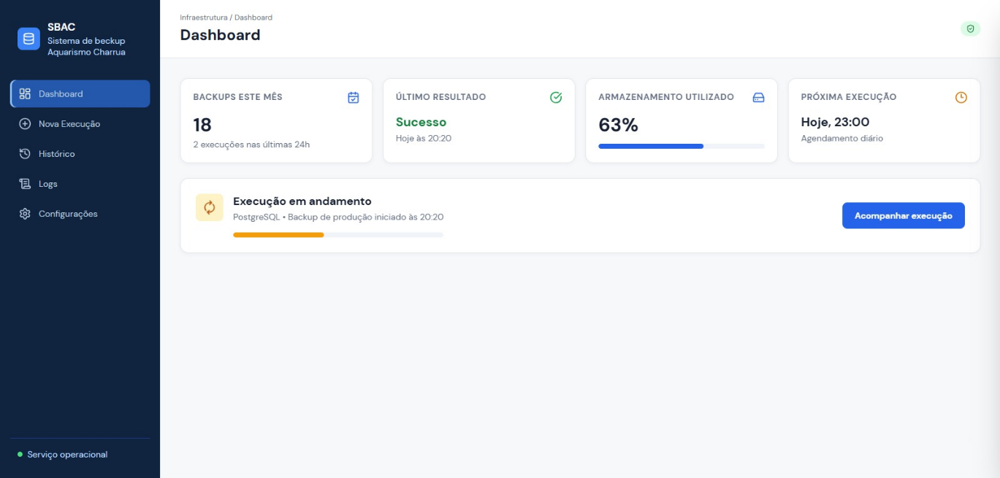 SBAC
Sistema de beckup
Aquarismo Charrua
Dashboard
Nova Execução
Histórico
Logs
Configurações
Serviço operacional
Infraestrutura / Dashboard
Dashboard
BACKUPS ESTE MÊS
18
2 execuções nas últimas 24h
ÚLTIMO RESULTADO
Sucesso
Hoje às 20:20
ARMAZENAMENTO UTILIZADO
63%
PRÓXIMA EXECUÇÃO
Hoje, 23:00
Agendamento diário
Execução em andamento
PostgreSQL • Backup de produção iniciado às 20:20
Acompanhar execução